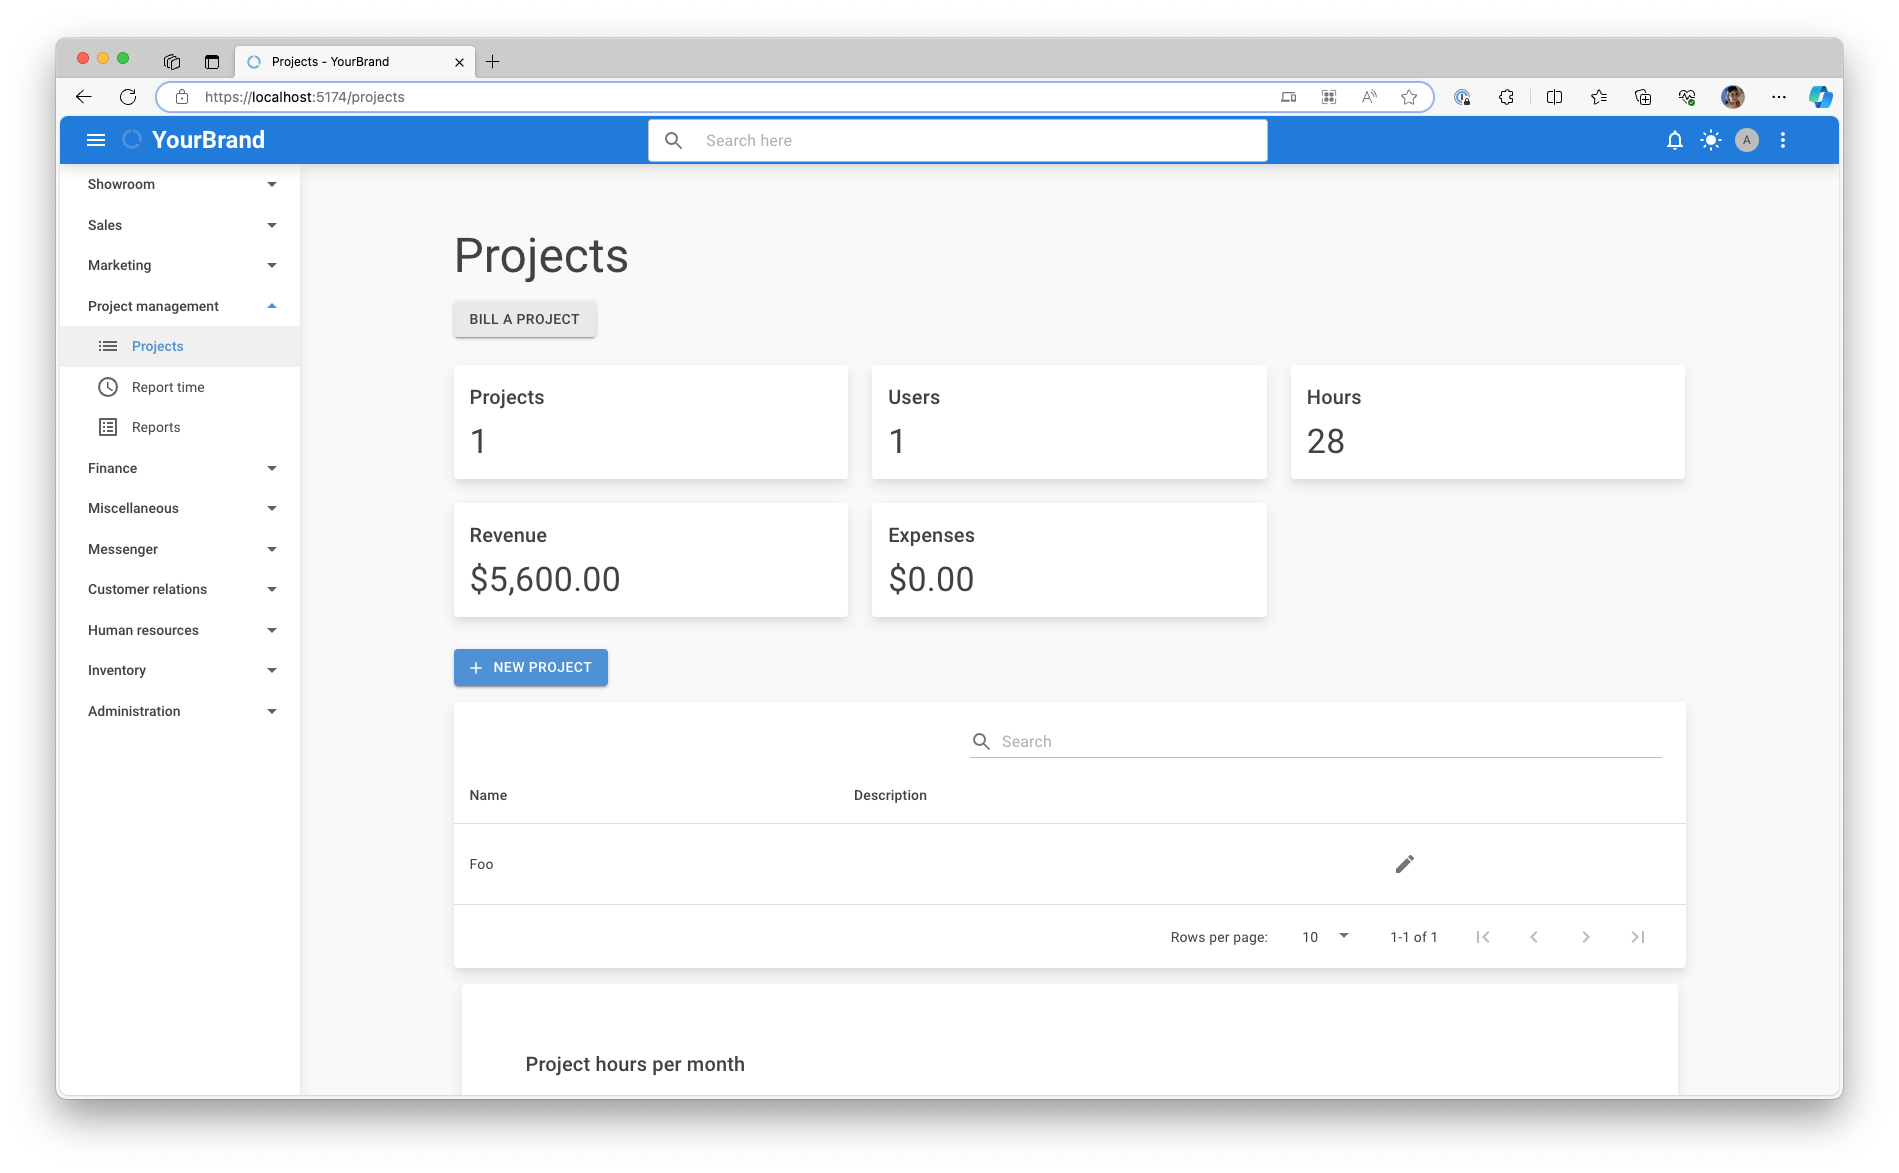 Projects - YourBrand
https://localhost:5174/projects
YourBrand
Search here
A
Showroom
Sales
Marketing
Project management
Projects
Report time
Reports
Finance
Miscellaneous
Messenger
Customer relations
Human resources
Inventory
Administration
Projects
BILL A PROJECT
Projects
1
Users
1
Hours
28
Revenue
$5,600.00
Expenses
$0.00
NEW PROJECT
Search
Name Description
Foo
Rows per page: 10 1-1 of 1
Project hours per month